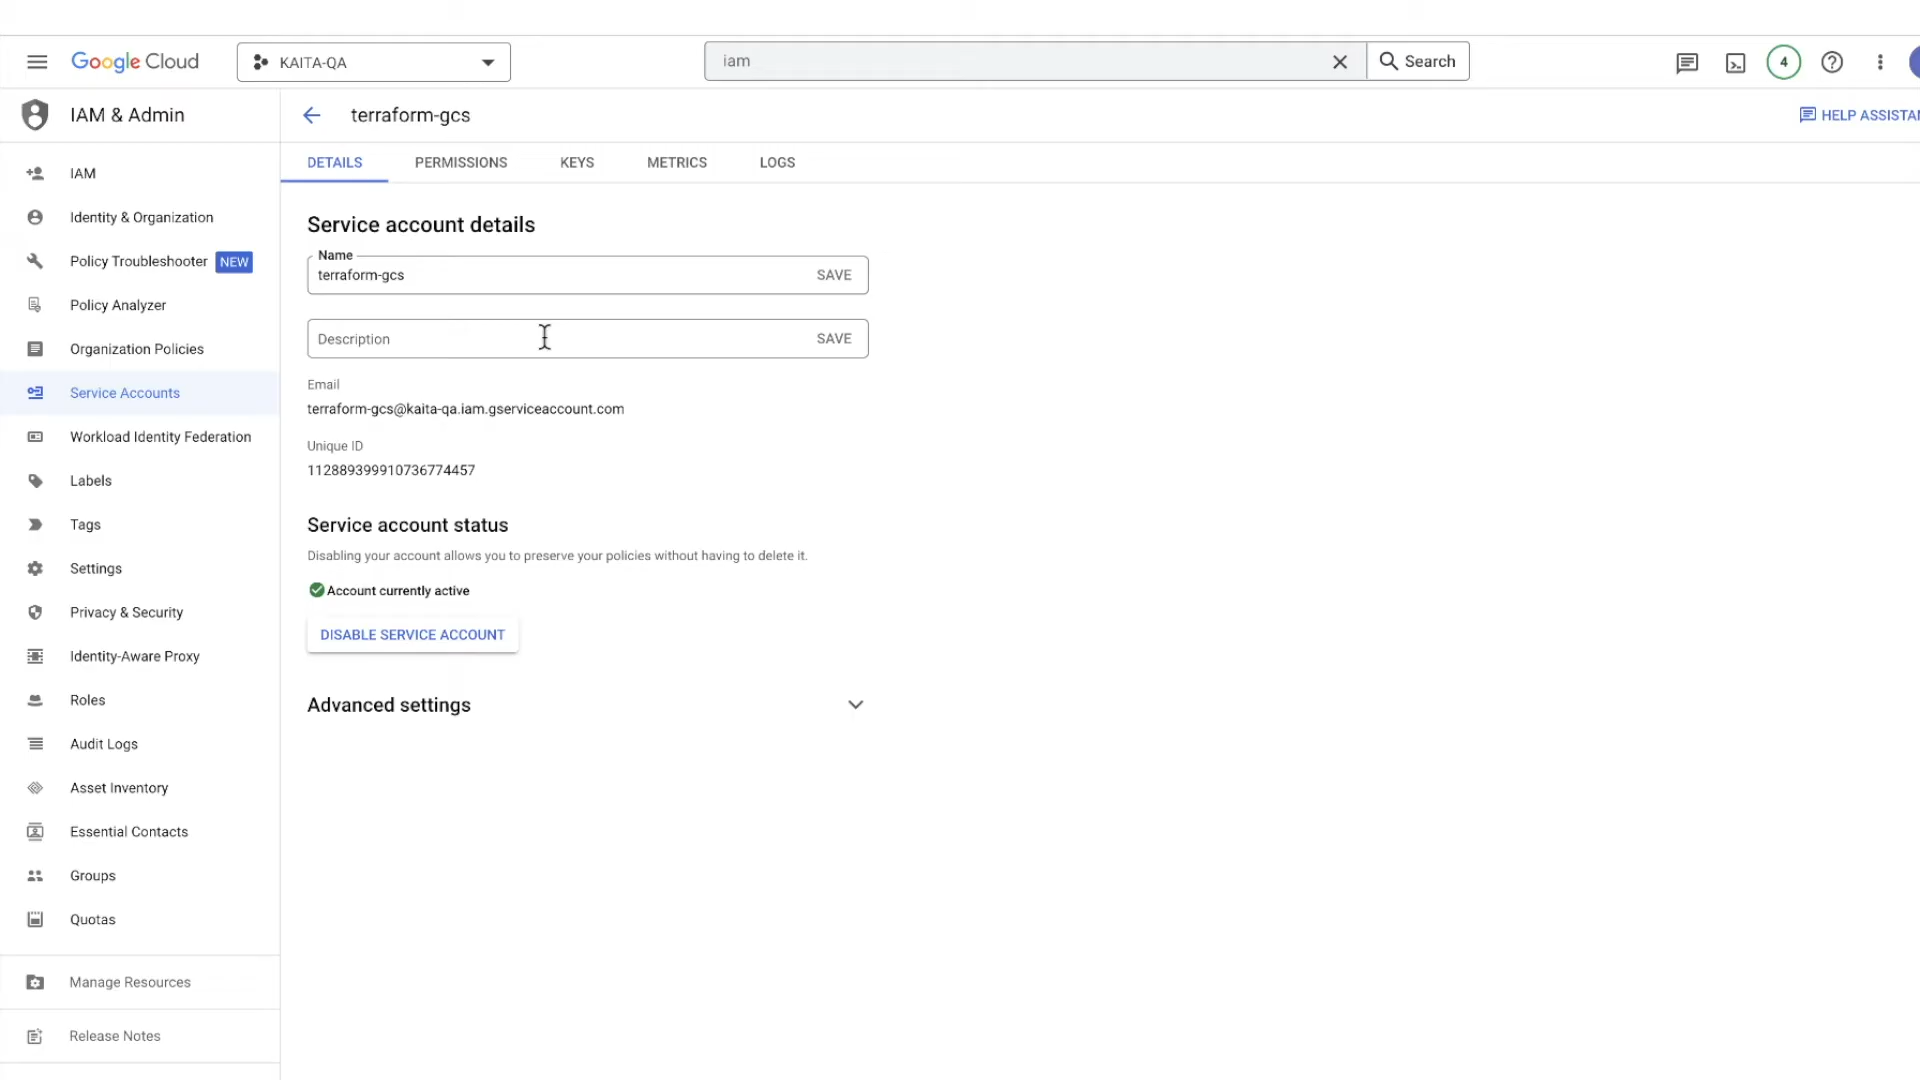 Google Cloud
KAITA-QA
iam
Search
4
IAM & Admin
terraform-gcs
HELP ASSISTAN
DETAILS
PERMISSIONS
KEYS
METRICS
LOGS
IAM
Identity & Organization
Policy Troubleshooter NEW
Policy Analyzer
Organization Policies
Service Accounts
Workload Identity Federation
Labels
Tags
Settings
Privacy & Security
Identity-Aware Proxy
Roles
Audit Logs
Asset Inventory
Essential Contacts
Groups
Quotas
Manage Resources
Release Notes
Service account details
Name
terraform-gcs SAVE
Description SAVE
Email
terraform-gcs@kaita-qa.iam.gserviceaccount.com
Unique ID
112889399910736774457
Service account status
Disabling your account allows you to preserve your policies without having to delete it.
Account currently active
DISABLE SERVICE ACCOUNT
Advanced settings